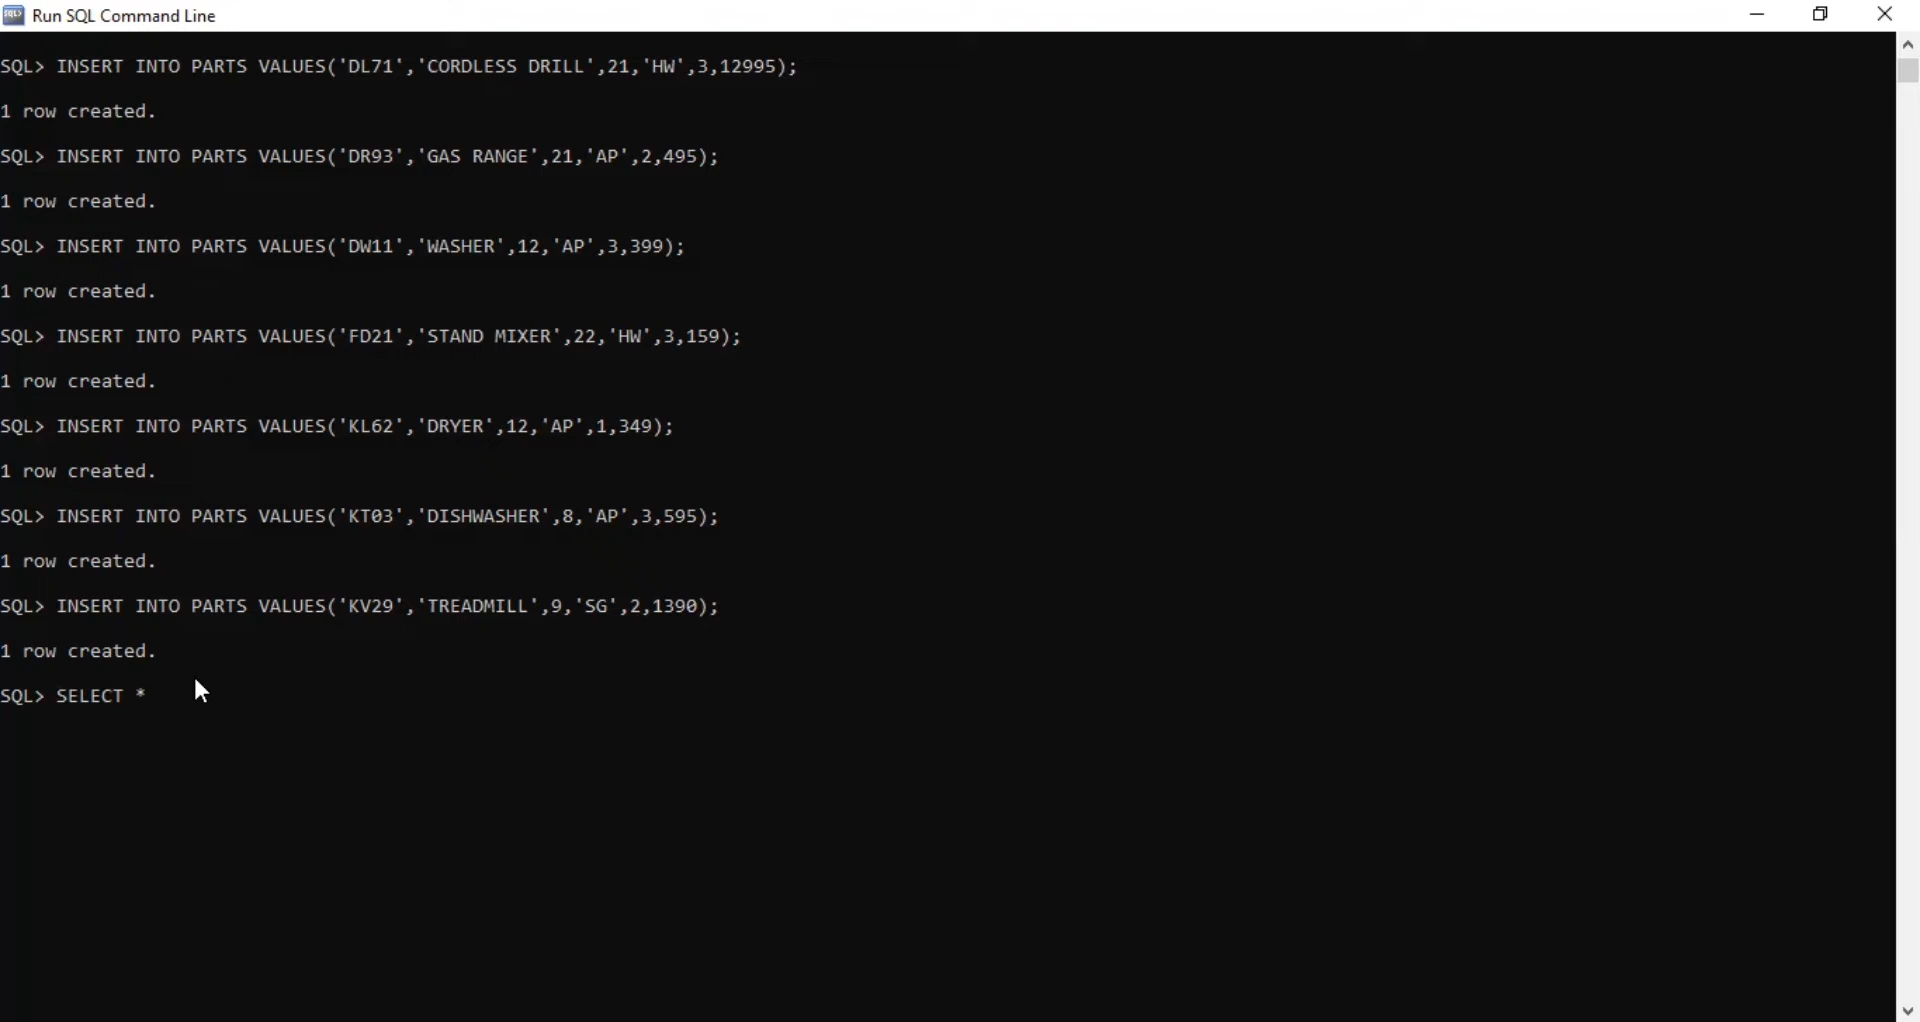 Run SQL Command Line
SQL> INSERT INTO PARTS VALUES('DL71','CORDLESS DRILL',21,'HW',3,12995);
1 row created.
SQL> INSERT INTO PARTS VALUES('DR93','GAS RANGE',21,'AP',2,495);
1 row created.
SQL> INSERT INTO PARTS VALUES('DW11','WASHER',12,'AP',3,399);
1 row created.
SQL> INSERT INTO PARTS VALUES('FD21','STAND MIXER',22,'HW',3,159);
1 row created.
SQL> INSERT INTO PARTS VALUES('KL62','DRYER',12,'AP',1,349);
1 row created.
SQL> INSERT INTO PARTS VALUES('KT03','DISHWASHER',8,'AP',3,595);
1 row created.
SQL> INSERT INTO PARTS VALUES('KV29','TREADMILL',9,'SG',2,1390);
1 row created.
SQL> SELECT *